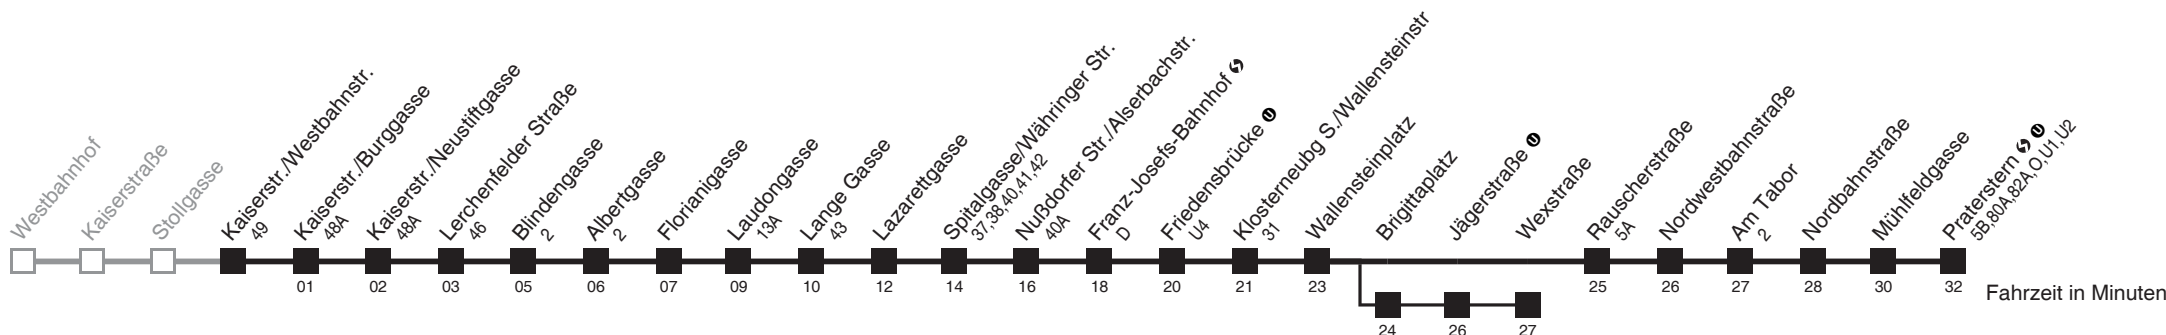 Westbahnhof
Kaiserstraße
Stollgasse
Kaiserstr./Westbahnstr.
49
Kaiserstr./Burggasse
48A
Kaiserstr./Neustiftgasse
48A
Lerchenfelder Straße
46
Blindengasse
2
Albertgasse
2
Florianigasse
Laudongasse
13A
Lange Gasse
43
Lazarettgasse
Spitalgasse/Währinger Str.
37,38,40,41,42
Nußdorfer Str./Alserbachstr.
40A
Franz-Josefs-Bahnhof S
D
Friedensbrücke U
U4
Klosterneubg S./Wallensteinstr
31
Wallensteinplatz
Brigittaplatz
Jägerstraße U
Wexstraße
Rauscherstraße
5A
Nordwestbahnstraße
Am Tabor
2
Nordbahnstraße
Mühlfeldgasse
Praterstern S U
5B,80A,82A,O,U1,U2
01 02 03 05 06 07 09 10 12 14 16 18 20 21 23 25 26 27 28 30 32
Fahrzeit in Minuten
24 26 27